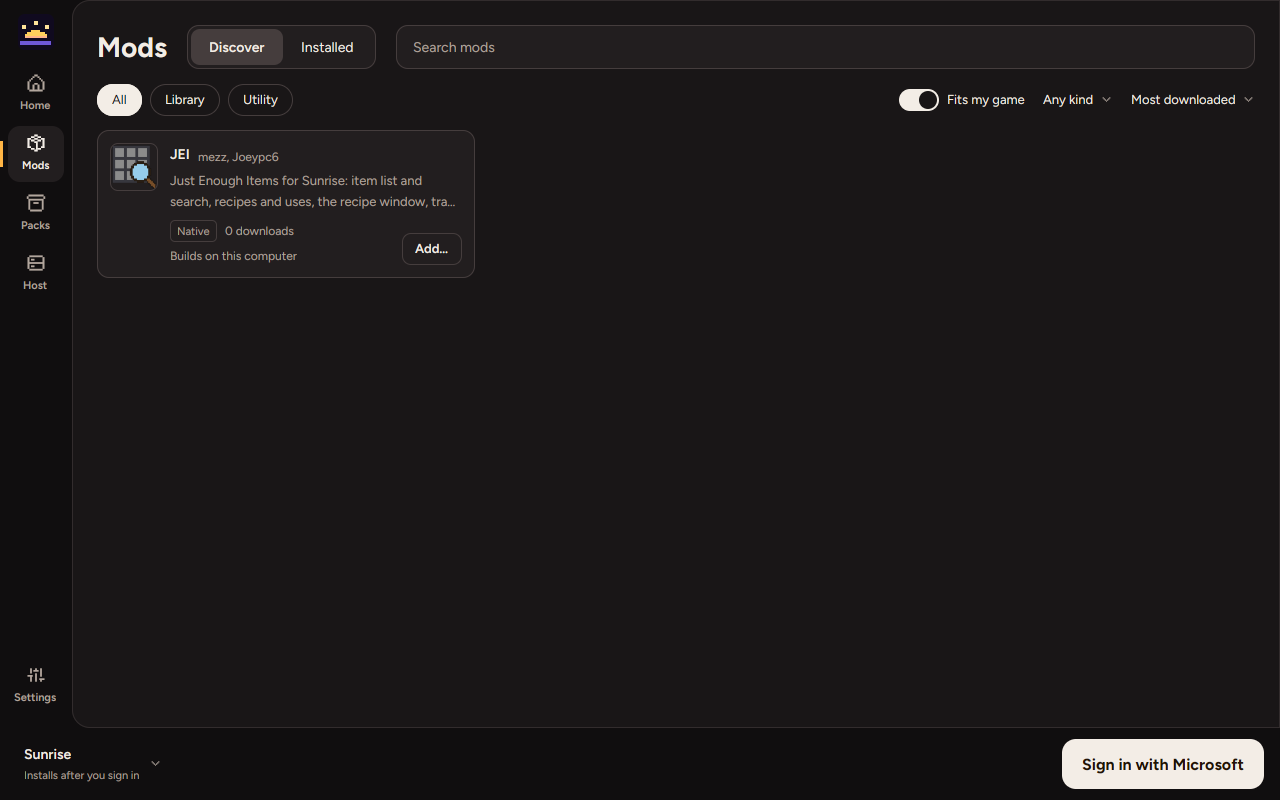 Home
Mods
Packs
Host
Settings
Mods
Discover
Installed
Search mods
All
Library
Utility
Fits my game
Any kind
Most downloaded
JEI
mezz, Joeypc6
Just Enough Items for Sunrise: item list and
search, recipes and uses, the recipe window, tra...
Native
0 downloads
Builds on this computer
Add...
Sunrise
Installs after you sign in
Sign in with Microsoft